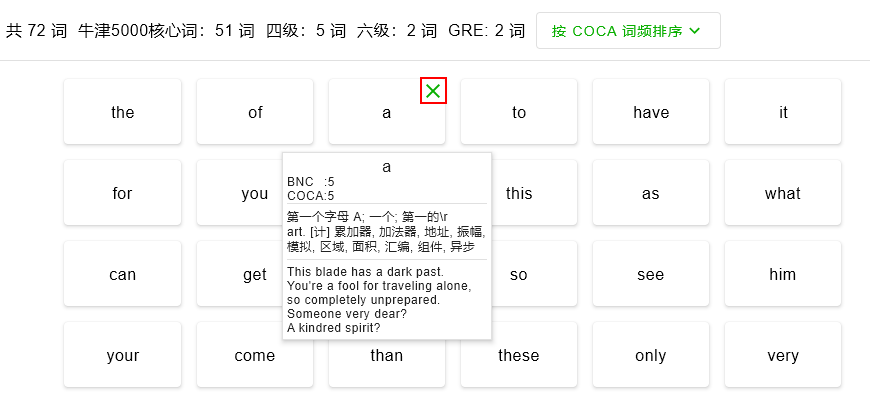 共 72 词 牛津5000核心词：51 词 四级：5 词 六级：2 词 GRE: 2 词 按 COCA 词频排序
the of a to have it
for you this as what
can get so see him
your come than these only very
a
BNC :5
COCA:5
第一个字母 A; 一个; 第一的\r
art. [计] 累加器, 加法器, 地址, 振幅,
模拟, 区域, 面积, 汇编, 组件, 异步
This blade has a dark past.
You're a fool for traveling alone,
so completely unprepared.
Someone very dear?
A kindred spirit?